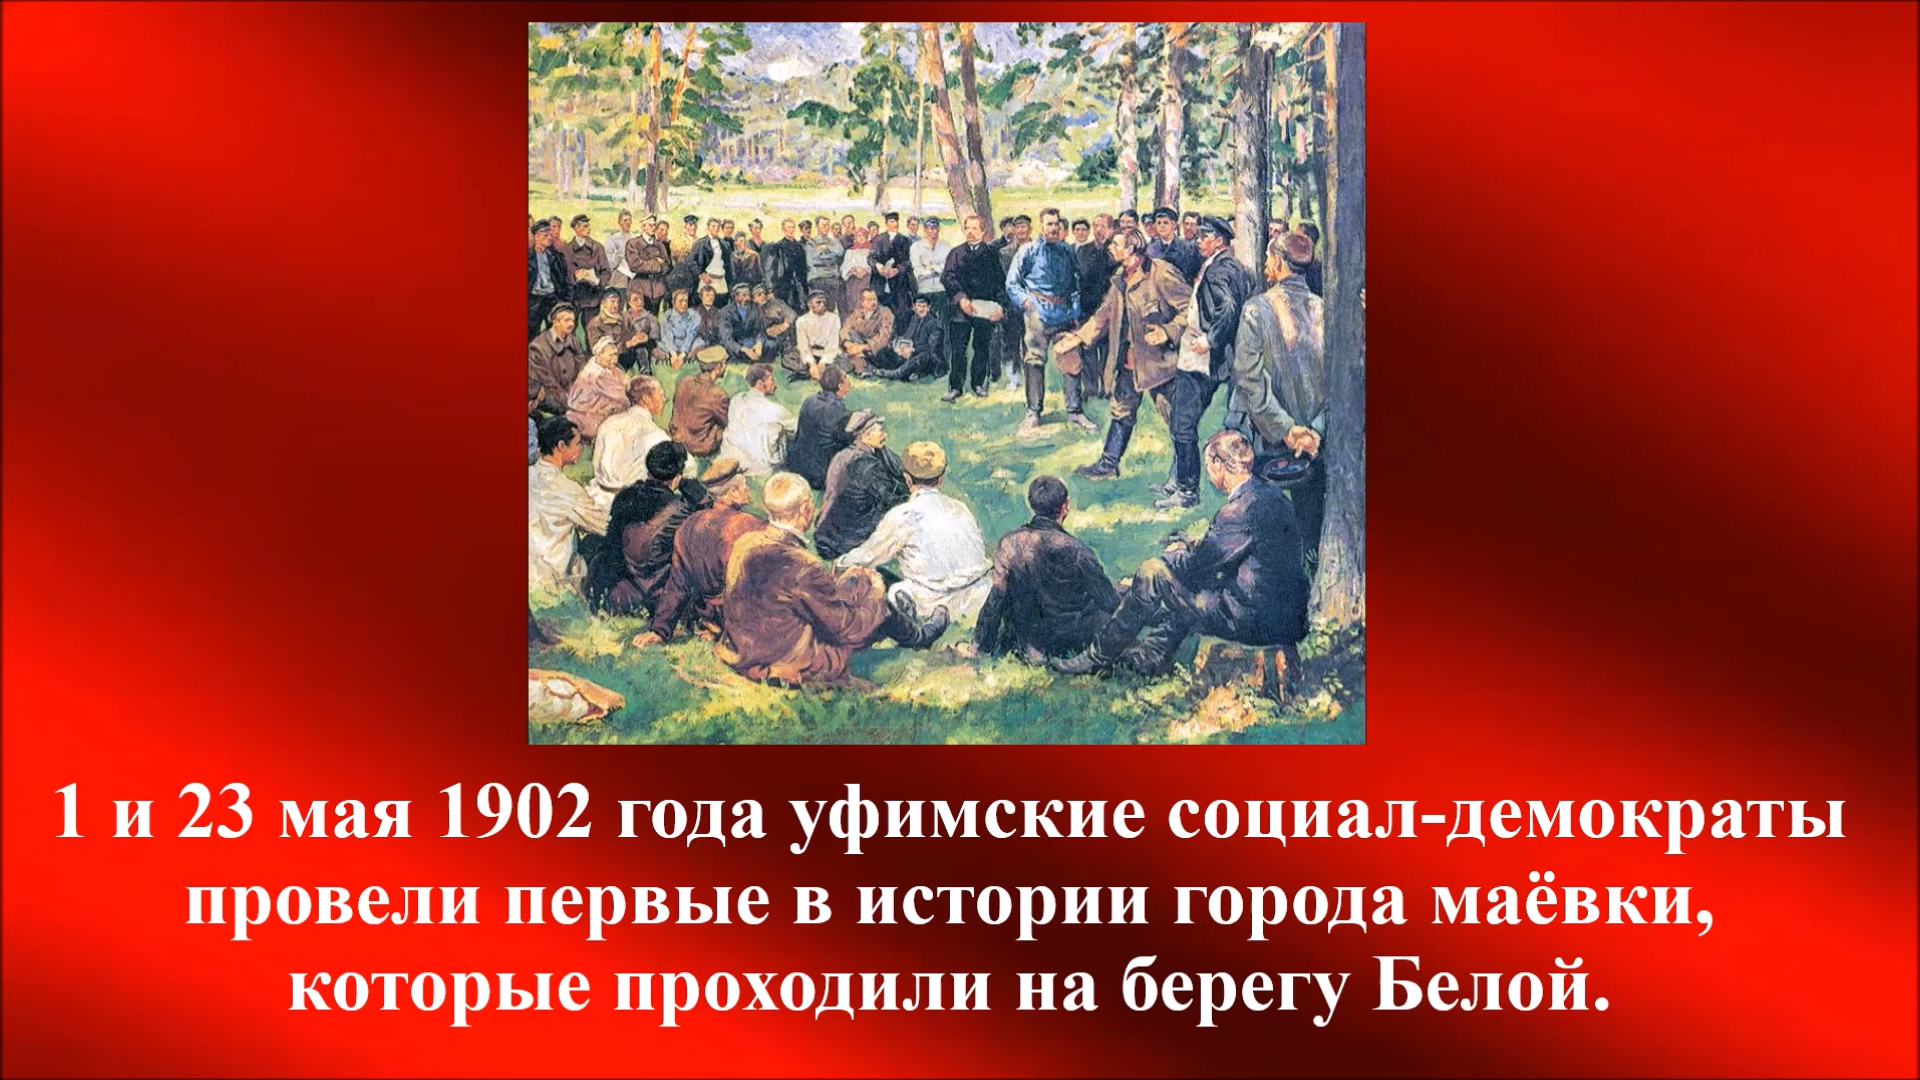 1 и 23 мая 1902 года уфимские социал-демократы
провели первые в истории города маёвки,
которые проходили на берегу Белой.